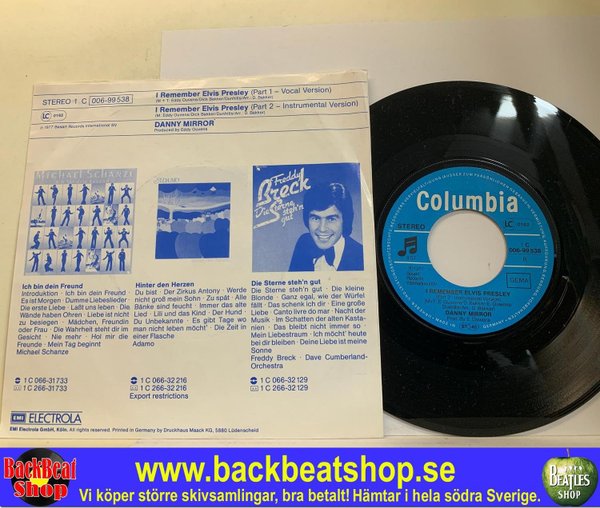 STEREO 1 C 006-99 538
LC 0162
℗ 1977 Benelt Records International BV
I Remember Elvis Presley (Part 1 – Vocal Version)
I Remember Elvis Presley (Part 2 – Instrumental Version)
DANNY MIRROR
Produced by Eddy Ouwens
MICHAEL SCHANZE
Freddy
Breck
Die Sterne
steh'n
gut
Ich bin dein Freund
Introduktion · Ich bin dein Freund ·
Es ist Morgen · Dumme Liebeslieder ·
Die erste Liebe · Laßt uns leben · Die
Wände haben Ohren · Liebe ist nicht
zu besiegen · Mädchen, Freundin
oder Frau · Die Wahrheit steht dir im
Gesicht · Nie mehr · Hoi mir die
Freunde · Mein Tag beginnt
Michael Schanze
1 C 066-31 733
1 C 266-31 733
Hinter den Herzen
Du bist · Der Zirkus Antony · Werde
nicht groß mein Sohn · Zu spät · Alle
Bänke sind feucht · Im Café · Das alte
Lied · Lili und das Kind · Der Hund ·
Du Unbekannte · Es gibt Tage wo
man nicht leben möcht' · Die Zeit in
einer Flasche
Adamo
1 C 066-32 216
1 C 266-32 216
Export restrictions
Die Sterne steh'n gut
Die Sterne steh'n gut · Die kleine
Blonde · Ganz egal, wie der Würfel
fällt · Das schenk ich dir · Eine große
Liebe · Canto livre do mar · Nacht der
Musik · Im Schatten der alten Kasta-
nien · Das bleibt nicht immer so
· Mein Liebestraum · Ich möcht' heute
bei dir bleiben · Deine Liebe ist meine
Sonne
Freddy Breck · Dave Cumberland-
Orchestra
1 C 066-32 129
1 C 266-32 129
EMI ELECTROLA
EMI Electrola GmbH, Köln. All rights reserved. Printed in Germany by Druckhaus Maack KG, 5880 Lüdenscheid
Columbia
STEREO
LC 0162
1 C
006-99 538
GEMA
I REMEMBER ELVIS PRESLEY
DANNY MIRROR
BackBeat
Shop
www.backbeatshop.se
Vi köper större skivsamlingar, bra betalt! Hämtar i hela södra Sverige.
BEATLES
SHOP